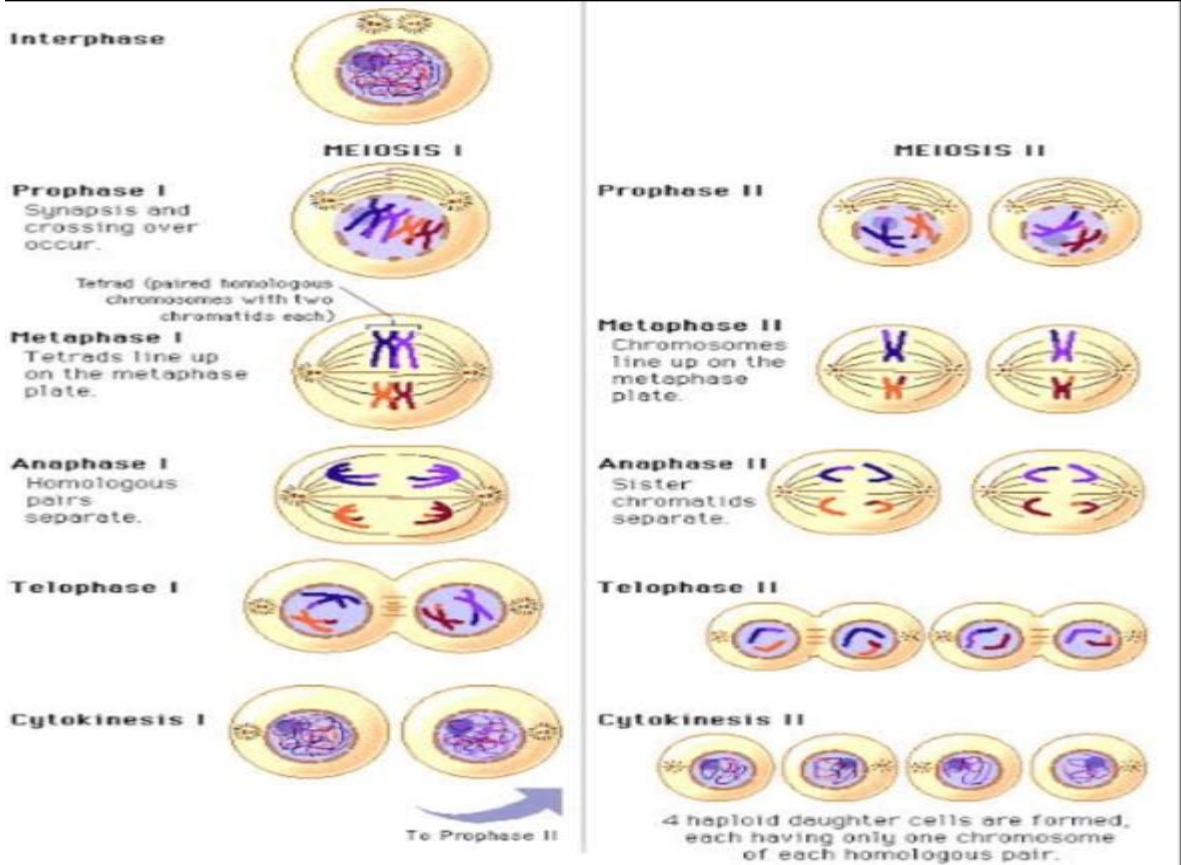 Interphase
MEIOSIS I
Prophase I
Synapsis and
crossing over
occur.
Tetrad (paired homologous
chromosomes with two
chromatids each)
Metaphase I
Tetrads line up
on the metaphase
plate.
Anaphase I
Homologous
pairs
separate.
Telophase I
Cytokinesis I
To Prophase II
MEIOSIS II
Prophase II
Metaphase II
Chromosomes
line up on the
metaphase
plate.
Anaphase II
Sister
chromatids
separate.
Telophase II
Cytokinesis II
4 haploid daughter cells are formed,
each having only one chromosome
of each homologous pair.